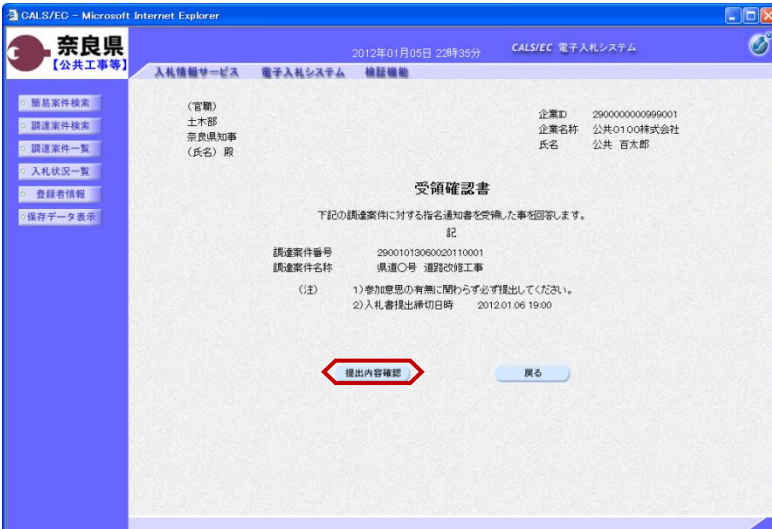 CALS/EC - Microsoft Internet Explorer
奈良県
【公共工事等】
2012年01月05日 22時35分
CALS/EC 電子入札システム
入札情報サービス 電子入札システム 検証機能
簡易案件検索
調達案件検索
調達案件一覧
入札状況一覧
登録者情報
保存データ表示
(官職)
土木部
奈良県知事
(氏名) 殿
企業ID 2900000000999001
企業名称 公共0100株式会社
氏名 公共 百太郎
受領確認書
下記の調達案件に対する指名通知書を受領した事を回答します。
記
調達案件番号 29001013060020110001
調達案件名称 県道○号 道路改修工事
(注) 1)参加意思の有無に関わらず必ず提出してください。
2)入札書提出締切日時 2012.01.06 19:00
提出内容確認 戻る